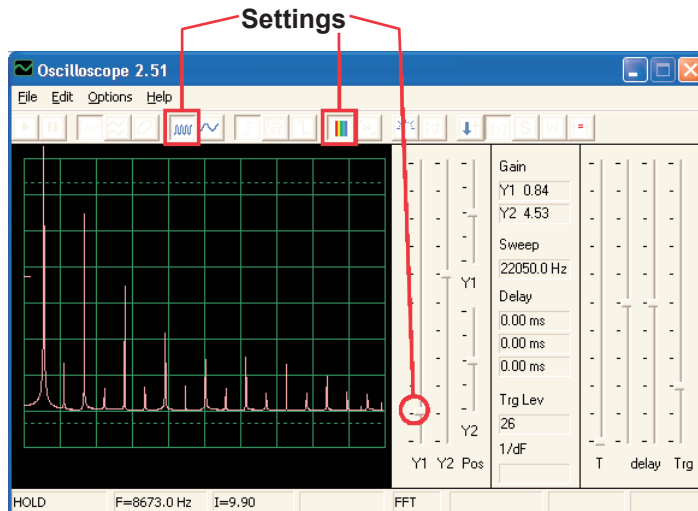 Settings
Oscilloscope 2.51
File Edit Options Help
Gain
Y1 0.84
Y2 4.53
Sweep
22050.0 Hz
Y1
Delay
0.00 ms
0.00 ms
0.00 ms
Trg Lev
26
Y2
1/dF
Y1 Y2 Pos
T delay Trg
HOLD F=8673.0 Hz I=9.90 FFT